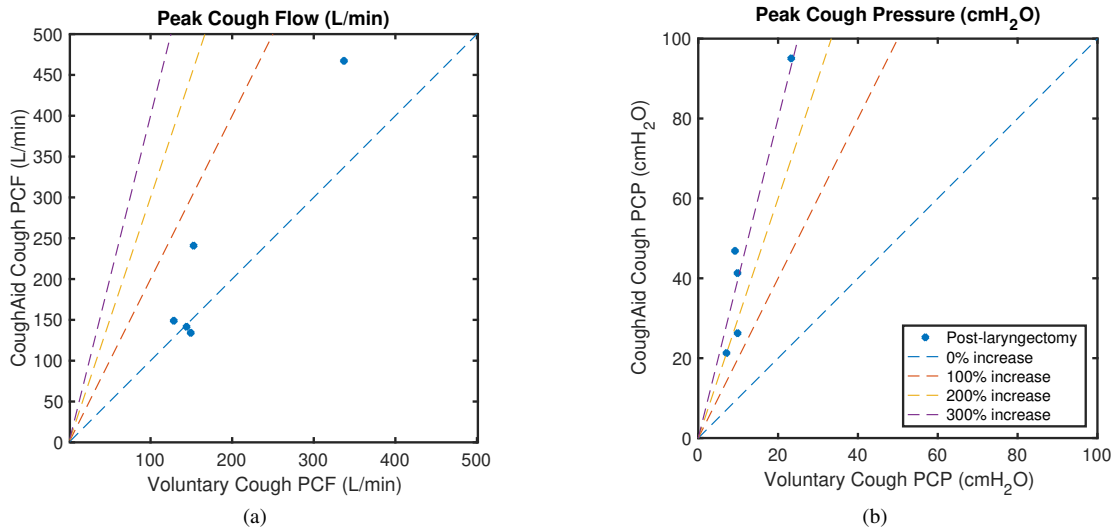 Peak Cough Flow (L/min)
500
450
400
350
300
250
200
150
100
50
0
CoughAid Cough PCF (L/min)
100
200
300
400
500
Voluntary Cough PCF (L/min)
(a)
Peak Cough Pressure (cmH₂O)
100
80
60
40
20
0
CoughAid Cough PCP (cmH₂O)
0
20
40
60
80
100
Voluntary Cough PCP (cmH₂O)
Post-laryngectomy
0% increase
100% increase
200% increase
300% increase
(b)